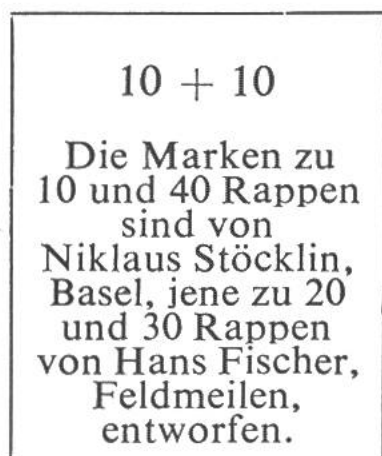 10 + 10
Die Marken zu
10 und 40 Rappen
sind von
Niklaus Stöcklin,
Basel, jene zu 20
und 30 Rappen
von Hans Fischer,
Feldmeilen,
entworfen.